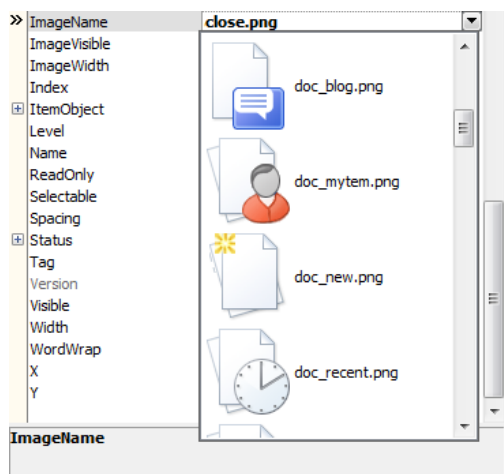 ImageName close.png
ImageVisible
ImageWidth
Index
ItemObject
Level
Name
ReadOnly
Selectable
Spacing
Status
Tag
Version
Visible
Width
WordWrap
X
Y
doc_blog.png
doc_mytem.png
doc_new.png
doc_recent.png
ImageName